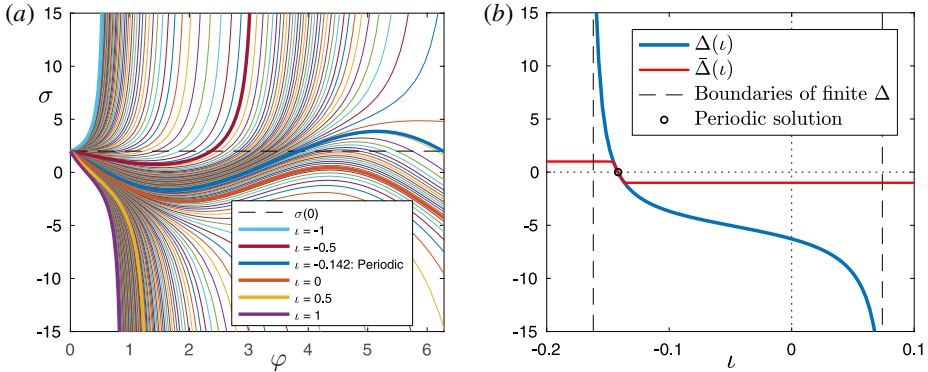 (a)
σ
15
10
5
0
-5
-10
-15
0
1
2
3
4
5
6
φ
σ(0)
ι = -1
ι = -0.5
ι = -0.142: Periodic
ι = 0
ι = 0.5
ι = 1
(b)
15
10
5
0
-5
-10
-15
-0.2
-0.1
0
0.1
ι
Δ(ι)
Δ̄(ι)
Boundaries of finite Δ
Periodic solution